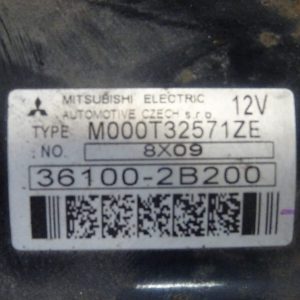 MITSUBISHI ELECTRIC
AUTOMOTIVE CZECH s.r.o 12V
TYPE M000T32571ZE
NO. 8X09
36100-2B200